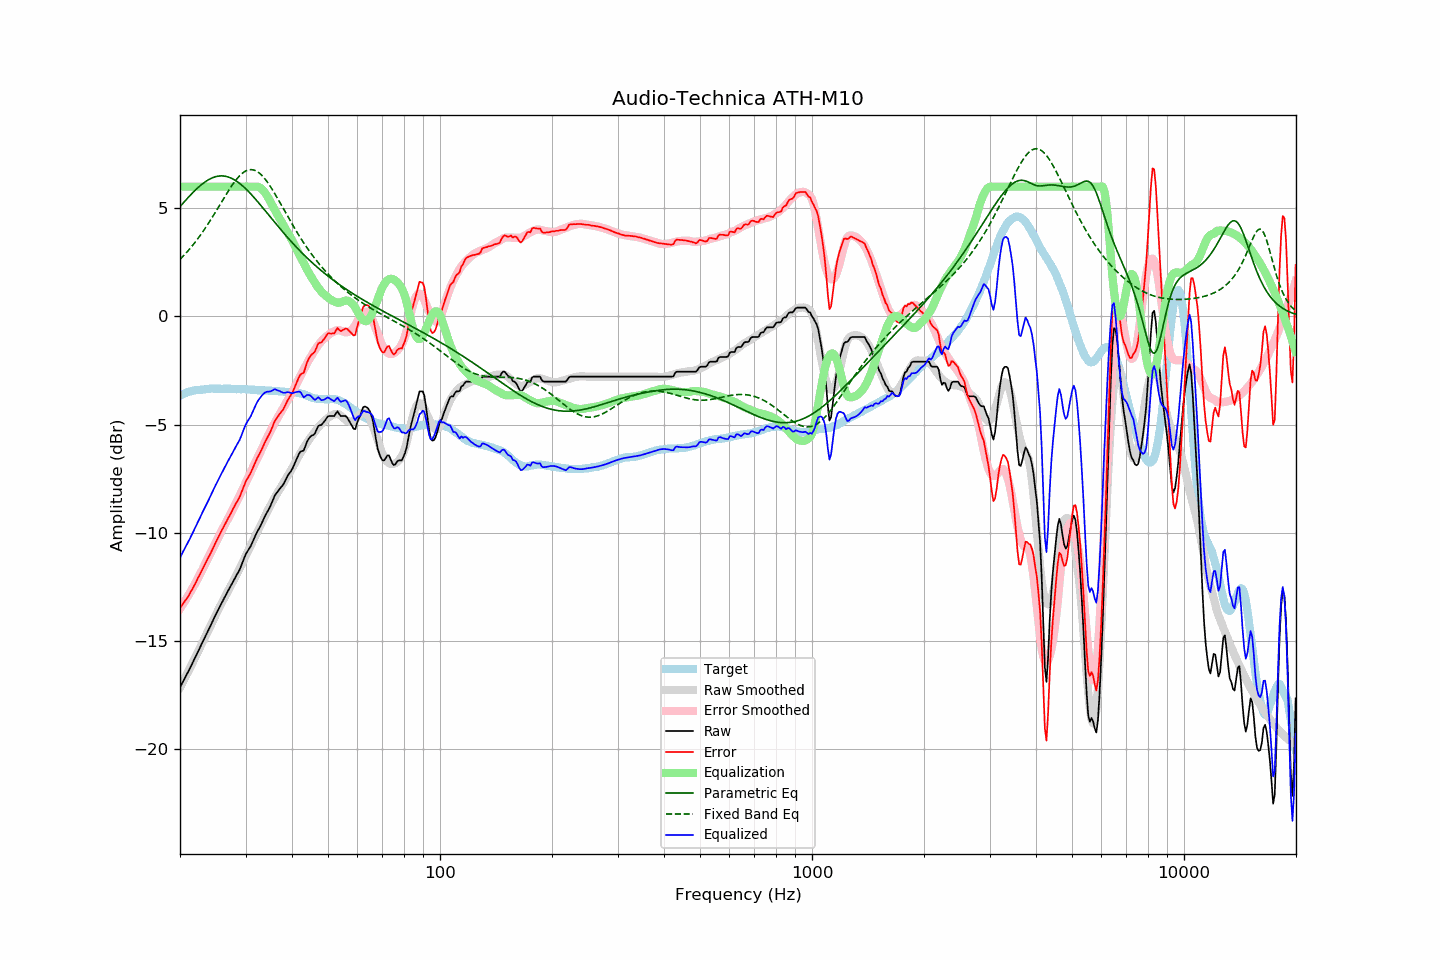 Audio-Technica ATH-M10
Amplitude (dBr)
5
0
−5
−10
−15
−20
Target
Raw Smoothed
Error Smoothed
Raw
Error
Equalization
Parametric Eq
Fixed Band Eq
Equalized
100
1000
10000
Frequency (Hz)